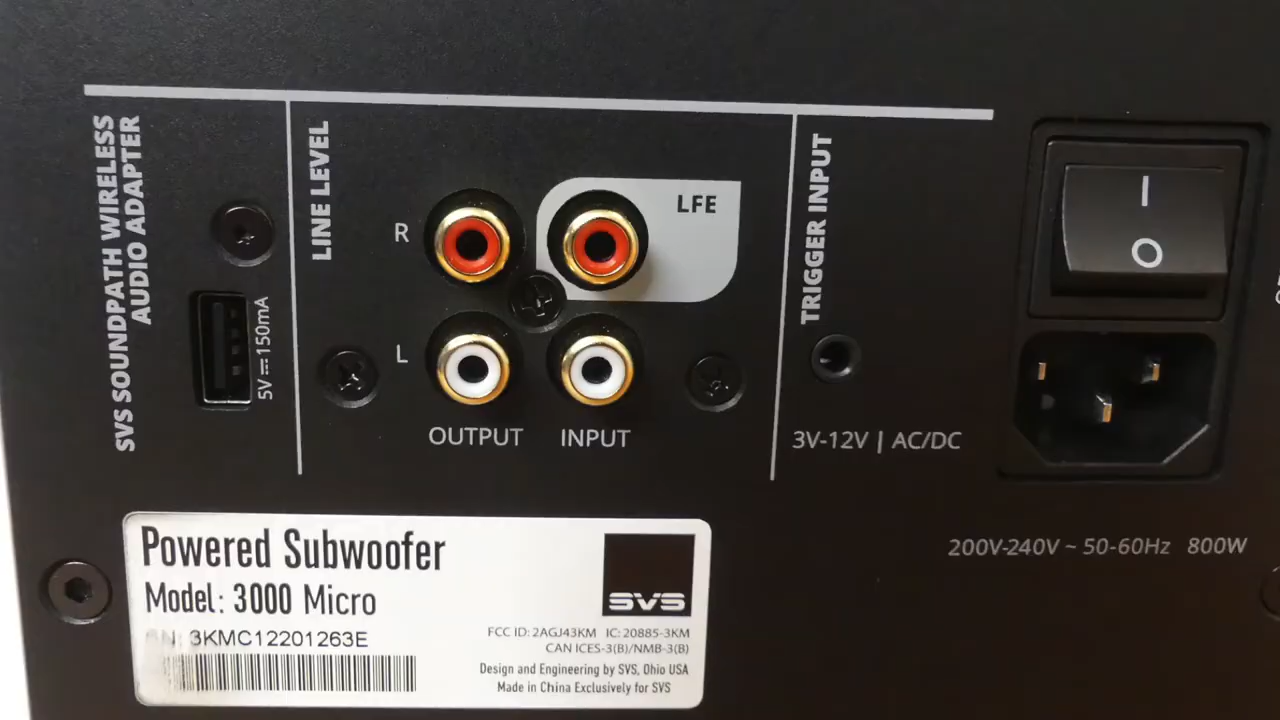 SVS SOUNDPATH WIRELESS
AUDIO ADAPTER
5V⎓150mA
LINE LEVEL
R
L
LFE
OUTPUT
INPUT
TRIGGER INPUT
3V-12V | AC/DC
I
O
200V-240V ~ 50-60Hz 800W
Powered Subwoofer
Model: 3000 Micro
SN: 3KMC12201263E
SVS
FCC ID: 2AGJ43KM IC: 20885-3KM
CAN ICES-3(B)/NMB-3(B)
Design and Engineering by SVS, Ohio USA
Made in China Exclusively for SVS